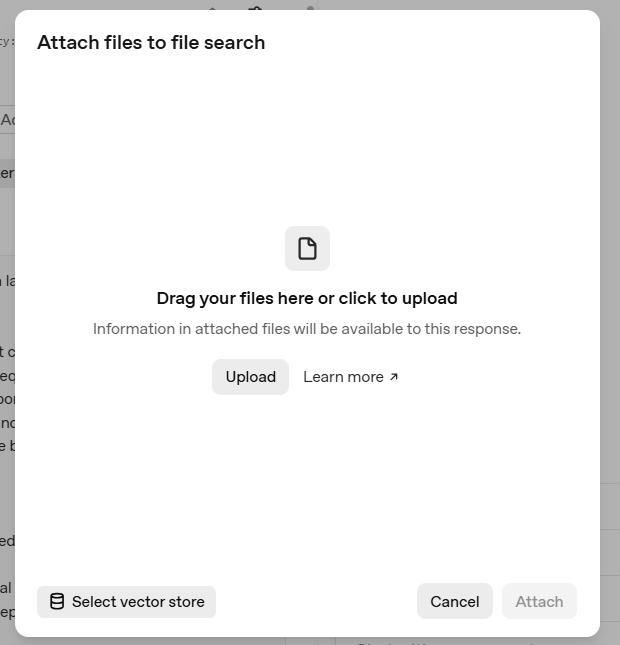 Attach files to file search
Drag your files here or click to upload
Information in attached files will be available to this response.
Upload
Learn more ↗
Select vector store
Cancel
Attach